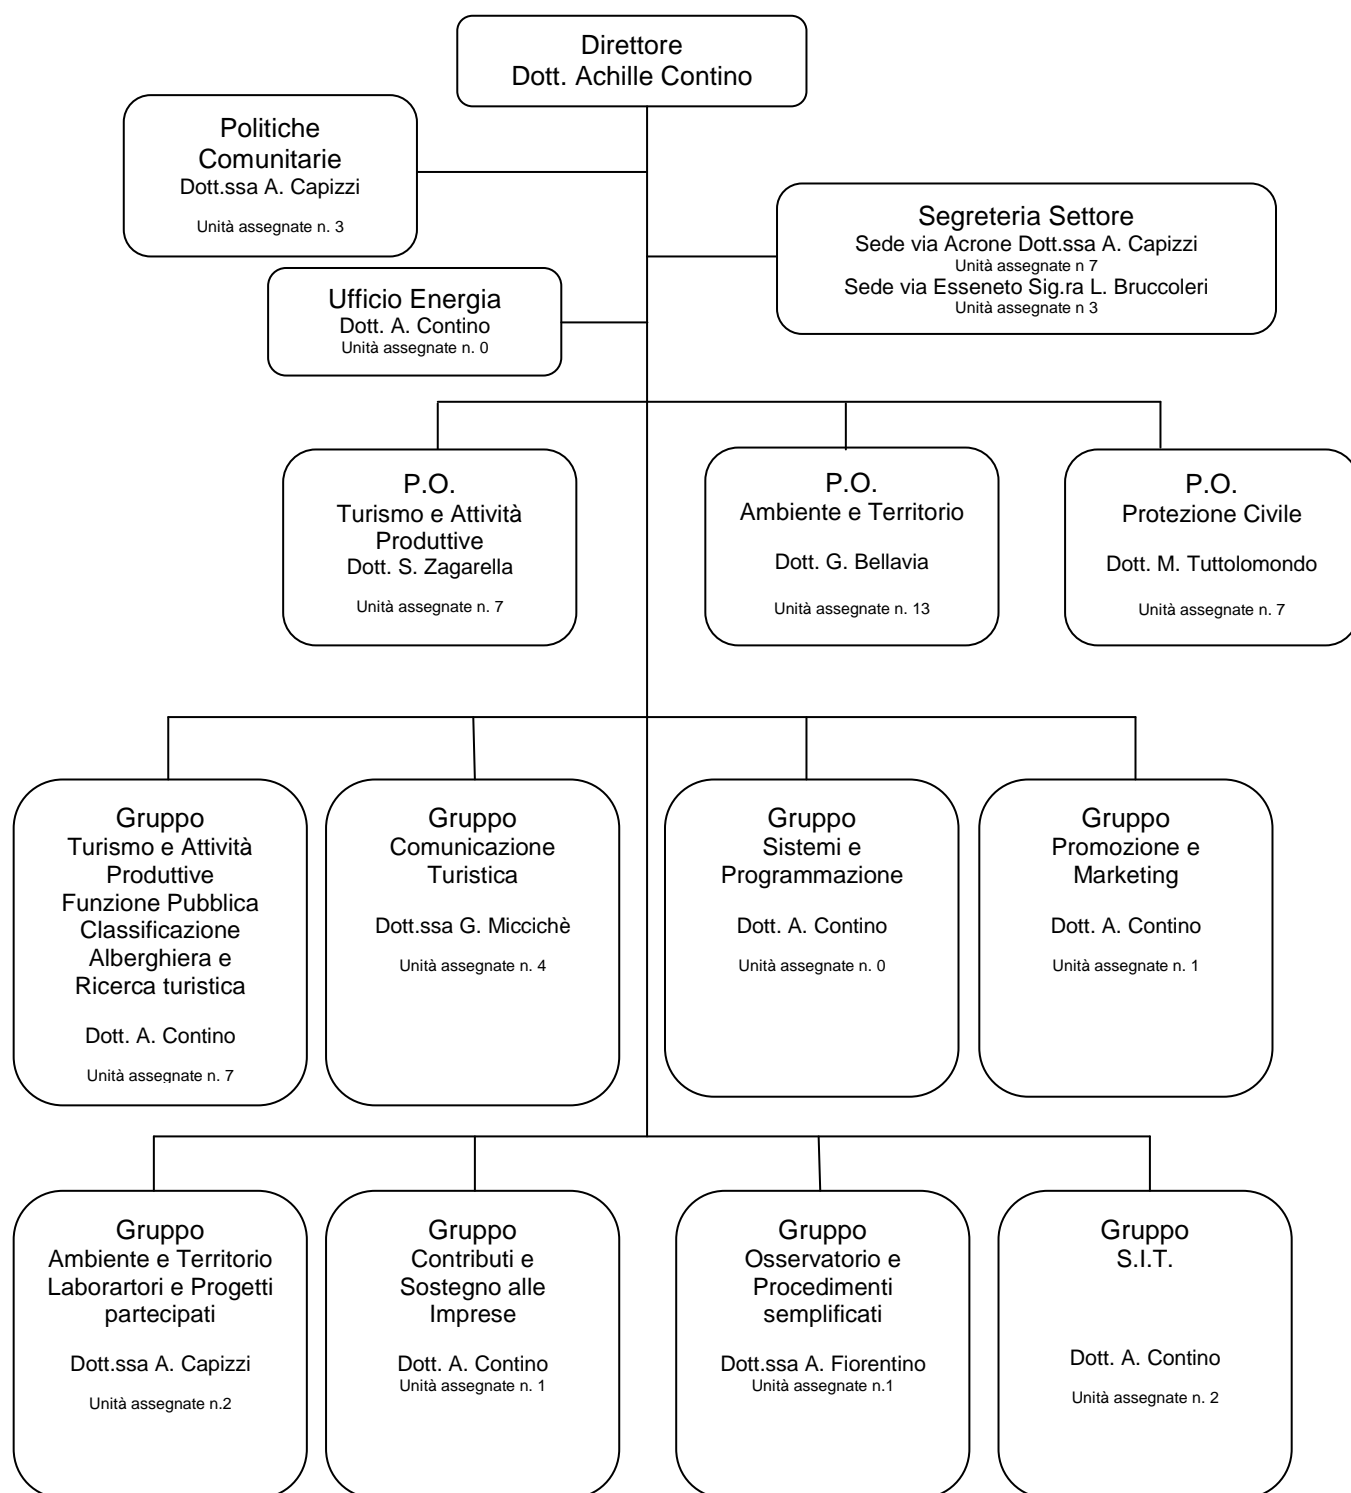 Direttore
Dott. Achille Contino
Politiche
Comunitarie
Dott.ssa A. Capizzi
Unità assegnate n. 3
Segreteria Settore
Sede via Acrone Dott.ssa A. Capizzi
Unità assegnate n 7
Sede via Esseneto Sig.ra L. Bruccoleri
Unità assegnate n 3
Ufficio Energia
Dott. A. Contino
Unità assegnate n. 0
P.O.
Turismo e Attività
Produttive
Dott. S. Zagarella
Unità assegnate n. 7
P.O.
Ambiente e Territorio
Dott. G. Bellavia
Unità assegnate n. 13
P.O.
Protezione Civile
Dott. M. Tuttolomondo
Unità assegnate n. 7
Gruppo
Turismo e Attività
Produttive
Funzione Pubblica
Classificazione
Alberghiera e
Ricerca turistica
Dott. A. Contino
Unità assegnate n. 7
Gruppo
Comunicazione
Turistica
Dott.ssa G. Miccichè
Unità assegnate n. 4
Gruppo
Sistemi e
Programmazione
Dott. A. Contino
Unità assegnate n. 0
Gruppo
Promozione e
Marketing
Dott. A. Contino
Unità assegnate n. 1
Gruppo
Ambiente e Territorio
Laborartori e Progetti
partecipati
Dott.ssa A. Capizzi
Unità assegnate n.2
Gruppo
Contributi e
Sostegno alle
Imprese
Dott. A. Contino
Unità assegnate n. 1
Gruppo
Osservatorio e
Procedimenti
semplificati
Dott.ssa A. Fiorentino
Unità assegnate n.1
Gruppo
S.I.T.
Dott. A. Contino
Unità assegnate n. 2